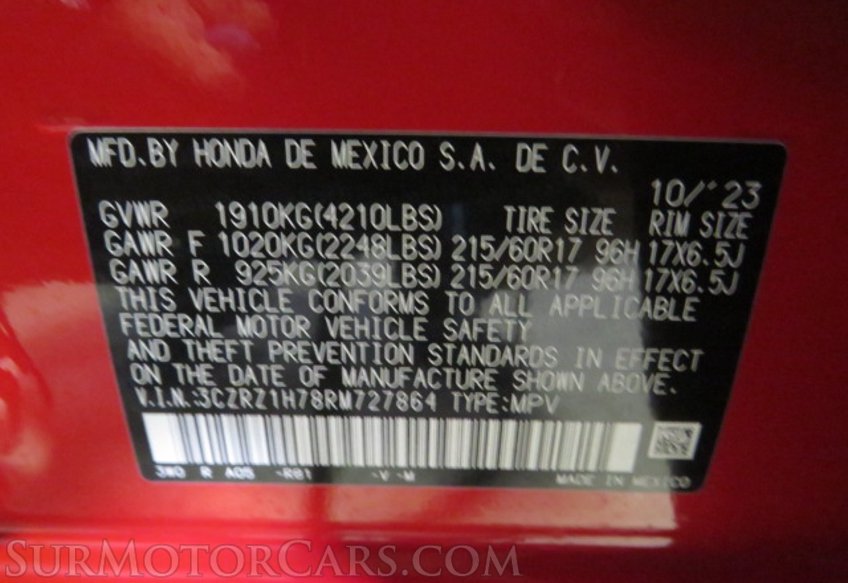 MFD.BY HONDA DE MEXICO S.A. DE C.V.
10/'23
GVWR 1910KG(4210LBS) TIRE SIZE RIM SIZE
GAWR F 1020KG(2248LBS) 215/60R17 96H 17X6.5J
GAWR R 925KG(2039LBS) 215/60R17 96H 17X6.5J
THIS VEHICLE CONFORMS TO ALL APPLICABLE
FEDERAL MOTOR VEHICLE SAFETY
AND THEFT PREVENTION STANDARDS IN EFFECT
ON THE DATE OF MANUFACTURE SHOWN ABOVE.
V.I.N.:3CZRZ1H78RM727864 TYPE:MPV
3W0 R A05 -R81 -V -M MADE IN MEXICO
SURMOTORCARS.COM